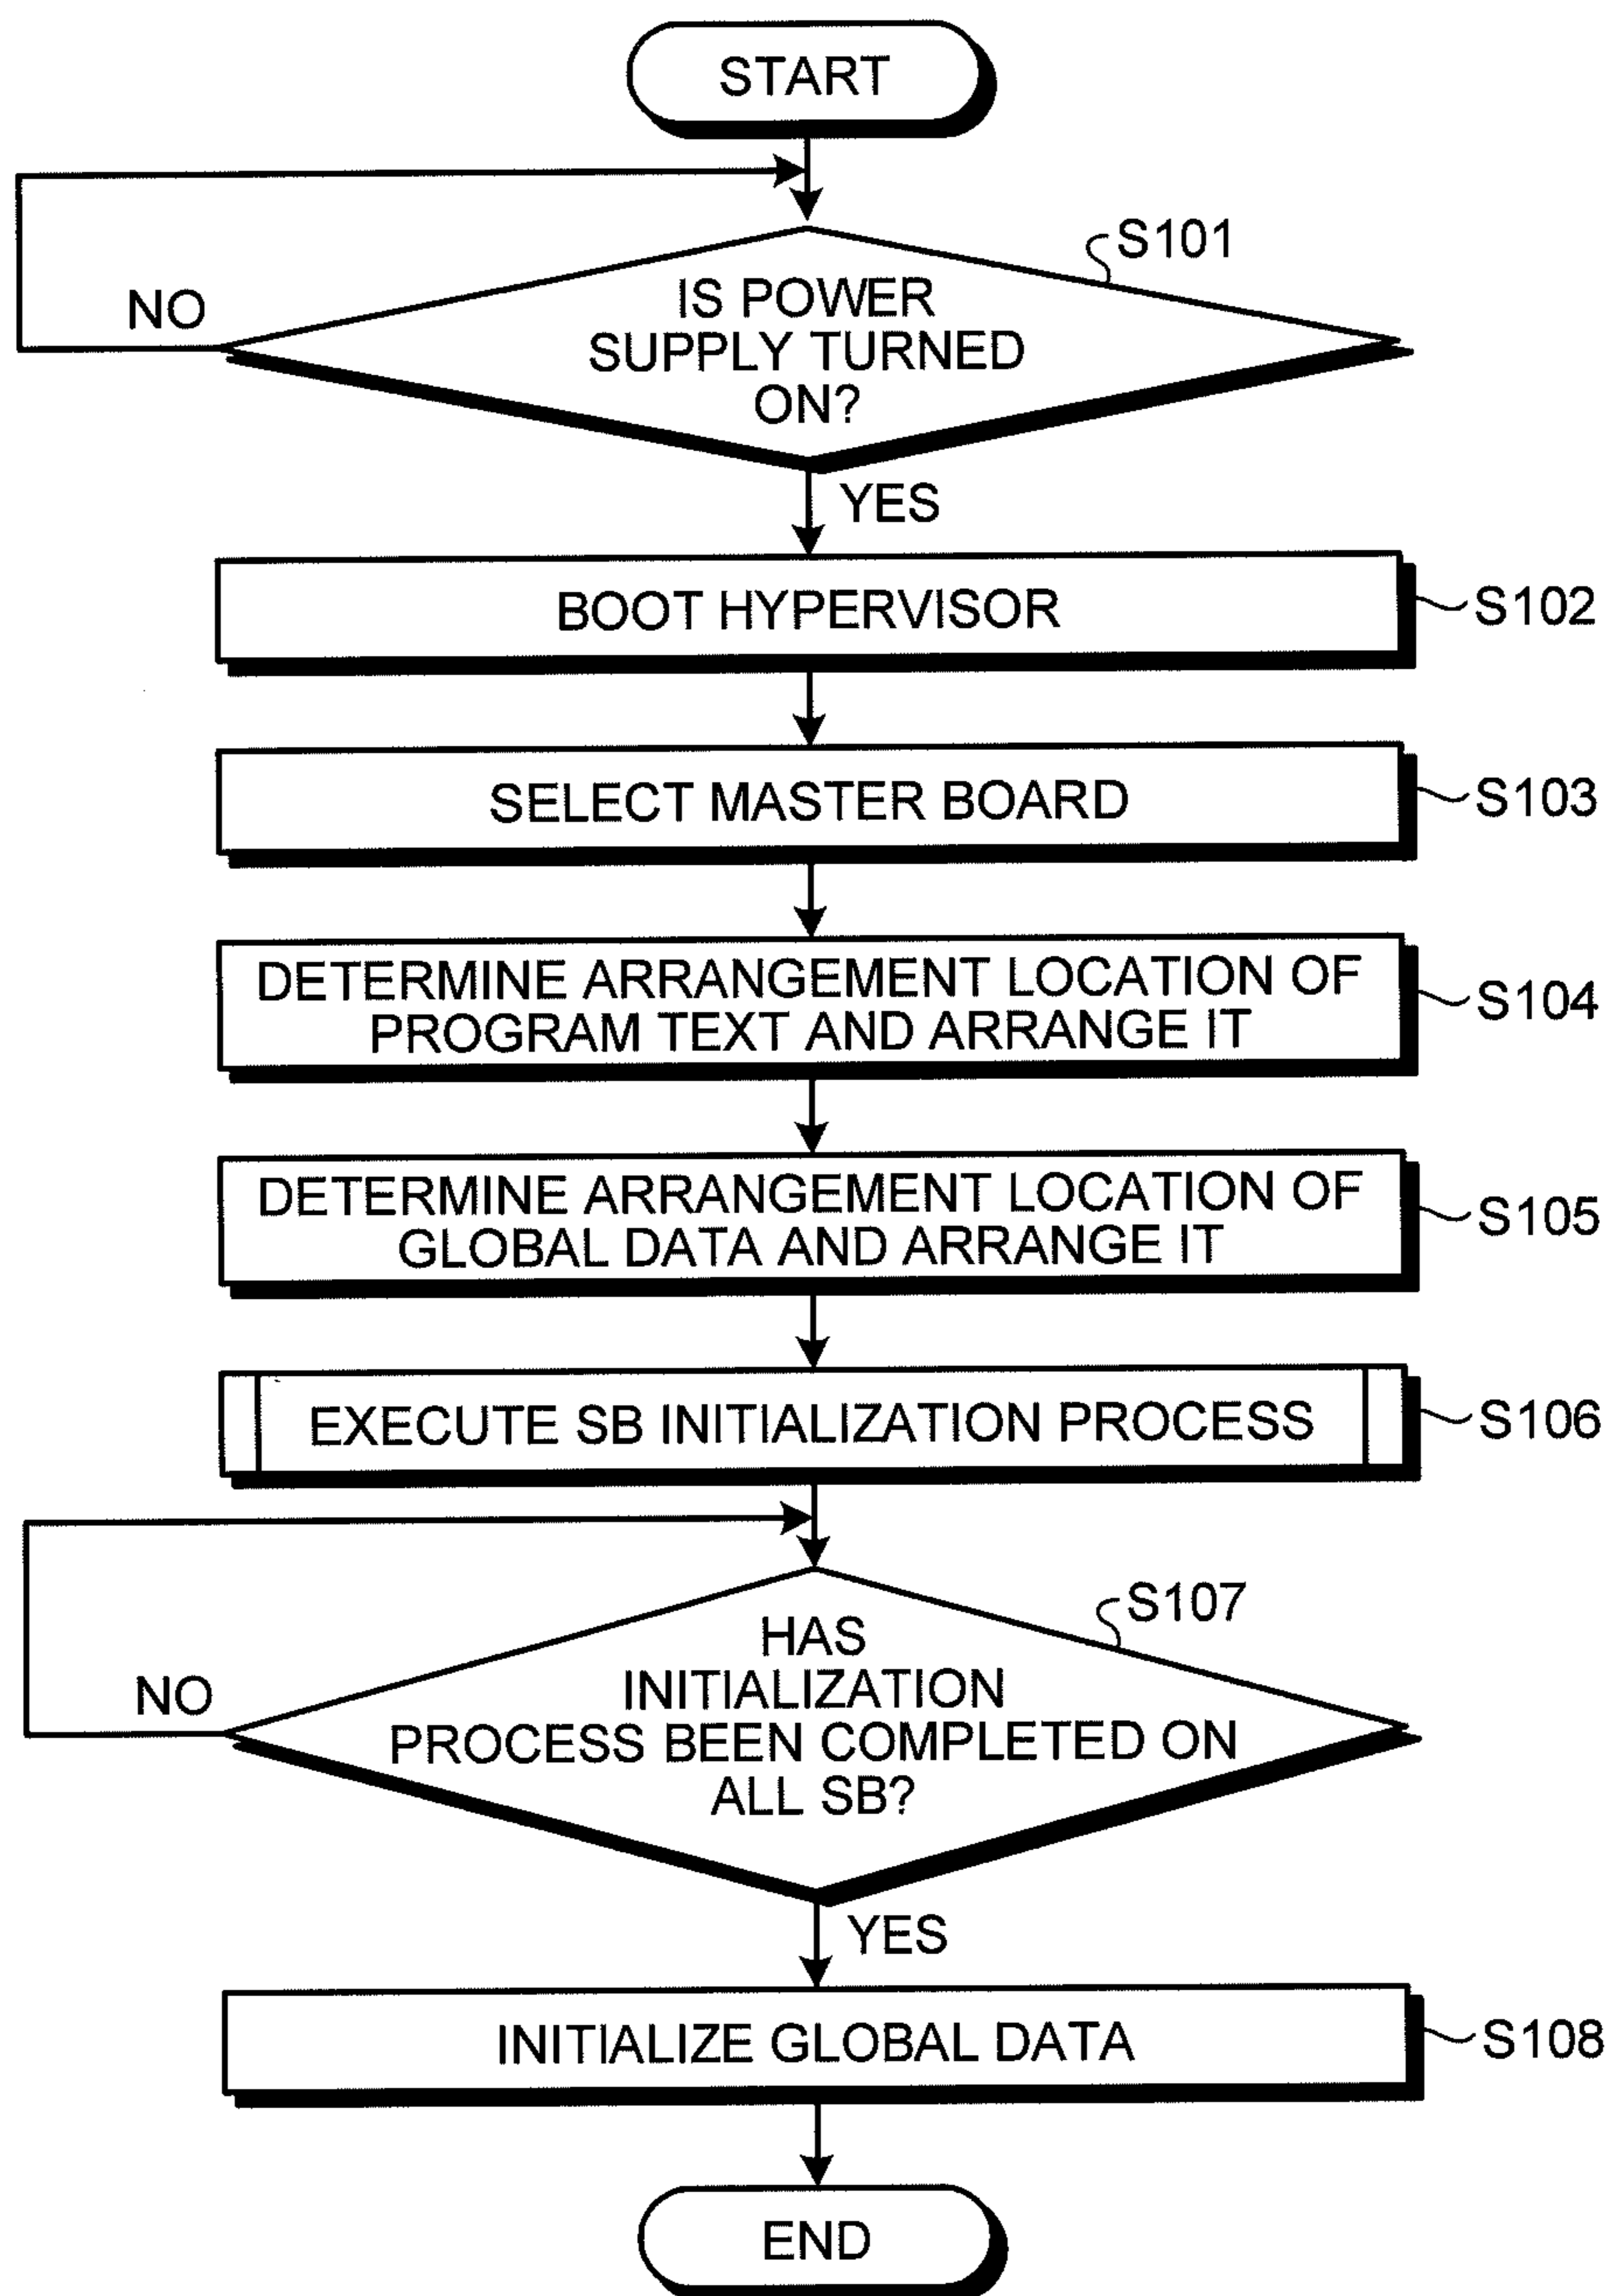 START
S101
IS POWER
SUPPLY TURNED
ON?
NO
YES
BOOT HYPERVISOR
S102
SELECT MASTER BOARD
S103
DETERMINE ARRANGEMENT LOCATION OF
PROGRAM TEXT AND ARRANGE IT
S104
DETERMINE ARRANGEMENT LOCATION OF
GLOBAL DATA AND ARRANGE IT
S105
EXECUTE SB INITIALIZATION PROCESS
S106
S107
HAS
INITIALIZATION
PROCESS BEEN COMPLETED ON
ALL SB?
NO
YES
INITIALIZE GLOBAL DATA
S108
END